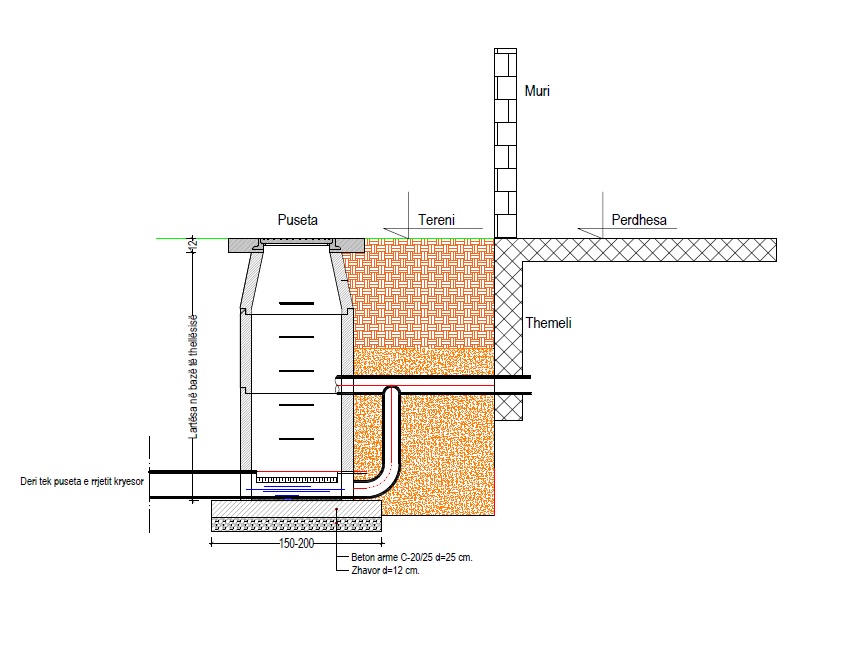 Muri
Puseta
Tereni
Perdhesa
12
Themeli
Lartësa në bazë të thellësisë
Deri tek puseta e rrjetit kryesor
150-200
Beton arme C-20/25 d=25 cm.
Zhavor d=12 cm.